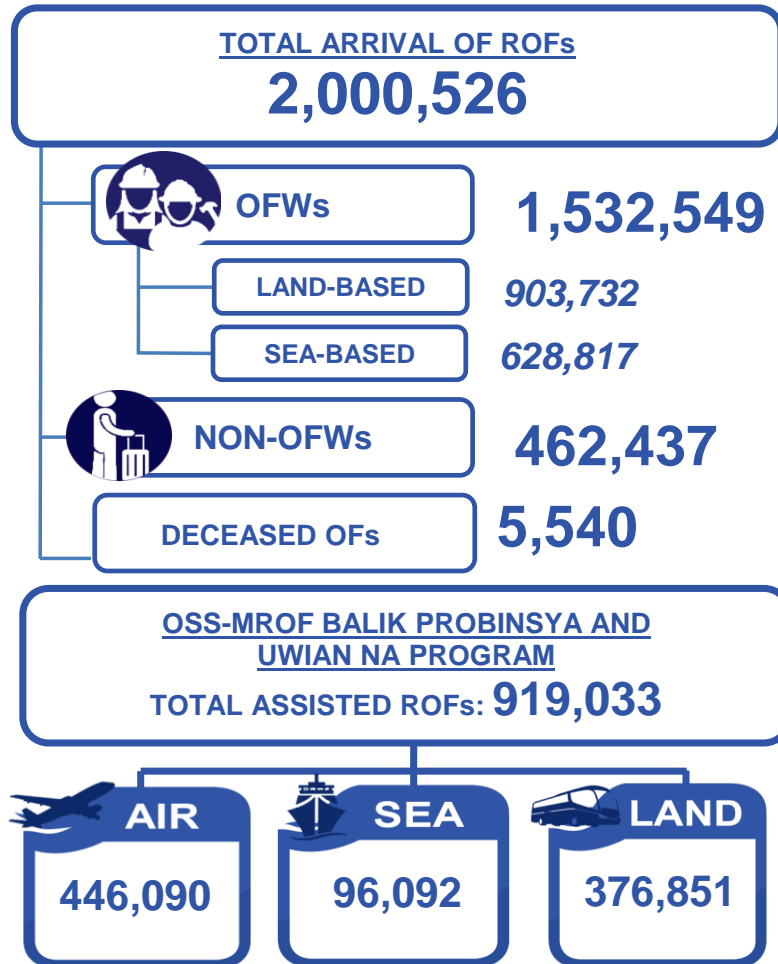 TOTAL ARRIVAL OF ROFs
2,000,526
OFWs 1,532,549
LAND-BASED 903,732
SEA-BASED 628,817
NON-OFWs 462,437
DECEASED OFs 5,540
OSS-MROF BALIK PROBINSYA AND
UWIAN NA PROGRAM
TOTAL ASSISTED ROFs: 919,033
AIR SEA LAND
446,090 96,092 376,851